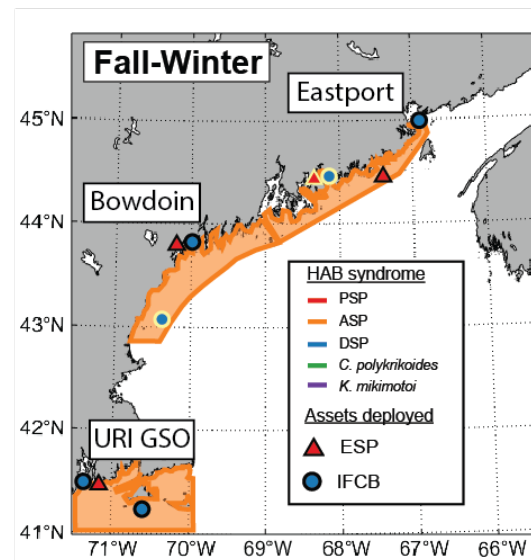 Fall-Winter
Eastport
45°N
Bowdoin
44°N
HAB syndrome
PSP
ASP
43°N
DSP
C. polykrikoides
K. mikimotoi
Assets deployed
42°N
URI GSO
ESP
IFCB
41°N
71°W 70°W 69°W 68°W 67°W 66°W